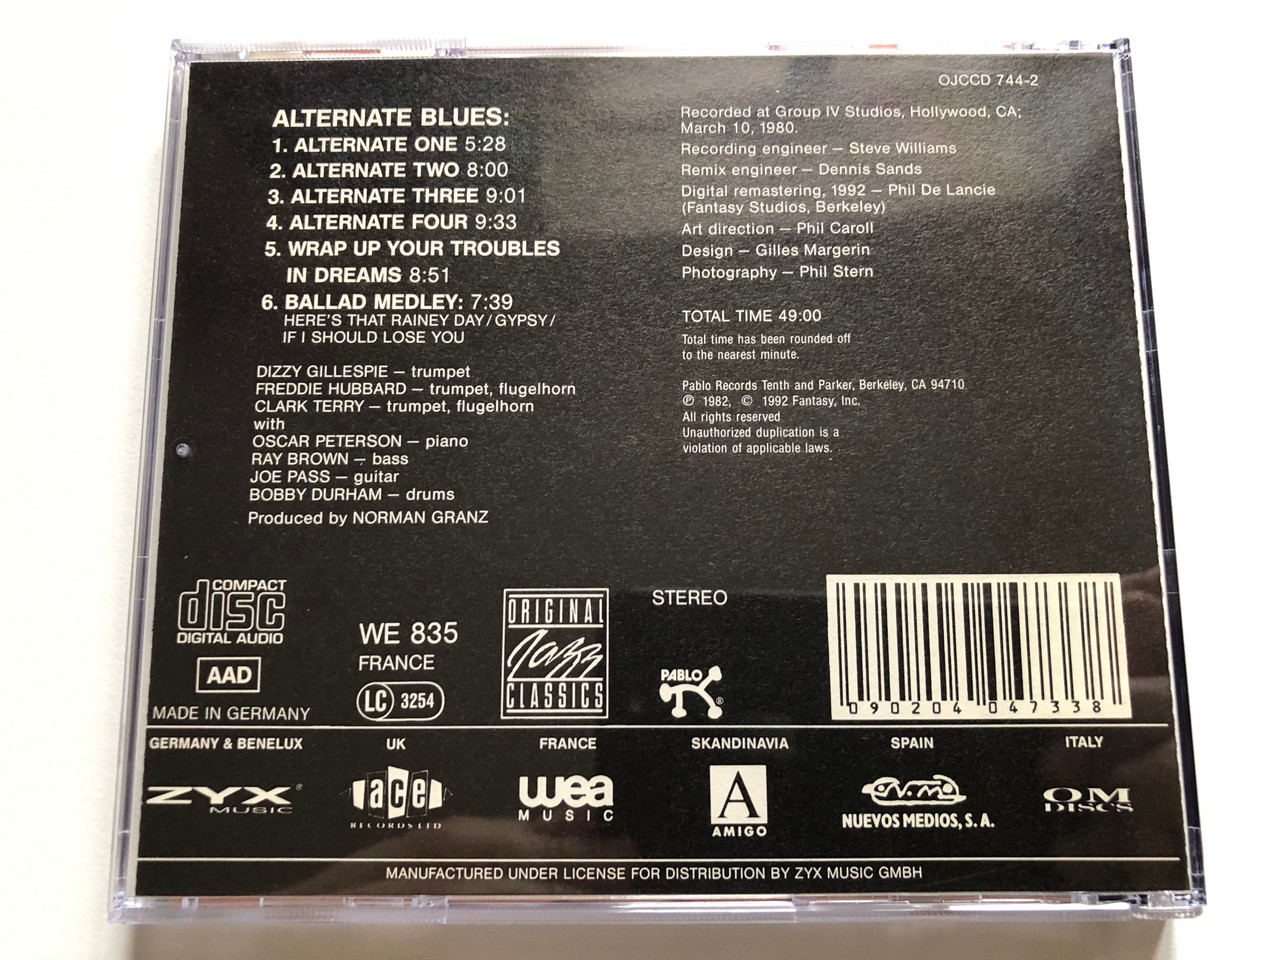 OJCCD 744-2
ALTERNATE BLUES:
1. ALTERNATE ONE 5:28
2. ALTERNATE TWO 8:00
3. ALTERNATE THREE 9:01
4. ALTERNATE FOUR 9:33
5. WRAP UP YOUR TROUBLES
IN DREAMS 8:51
6. BALLAD MEDLEY: 7:39
HERE'S THAT RAINEY DAY/GYPSY/
IF I SHOULD LOSE YOU
DIZZY GILLESPIE – trumpet
FREDDIE HUBBARD – trumpet, flugelhorn
CLARK TERRY – trumpet, flugelhorn
with
OSCAR PETERSON – piano
RAY BROWN – bass
JOE PASS – guitar
BOBBY DURHAM – drums
Produced by NORMAN GRANZ
Recorded at Group IV Studios, Hollywood, CA;
March 10, 1980.
Recording engineer – Steve Williams
Remix engineer – Dennis Sands
Digital remastering, 1992 – Phil De Lancie
(Fantasy Studios, Berkeley)
Art direction – Phil Caroll
Design – Gilles Margerin
Photography – Phil Stern
TOTAL TIME 49:00
Total time has been rounded off
to the nearest minute.
Pablo Records Tenth and Parker, Berkeley, CA 94710
℗ 1982, © 1992 Fantasy, Inc.
All rights reserved
Unauthorized duplication is a
violation of applicable laws.
COMPACT
disc
DIGITAL AUDIO
AAD
MADE IN GERMANY
WE 835
FRANCE
LC 3254
ORIGINAL
Jazz
CLASSICS
STEREO
PABLO ®
0 90204 04733 8
GERMANY & BENELUX
ZYX ®
MUSIC
UK
ace
RECORDS LTD
FRANCE
wea
MUSIC
SKANDINAVIA
A
AMIGO
SPAIN
N.M.
NUEVOS MEDIOS, S.A.
ITALY
OM
DISCS
MANUFACTURED UNDER LICENSE FOR DISTRIBUTION BY ZYX MUSIC GMBH